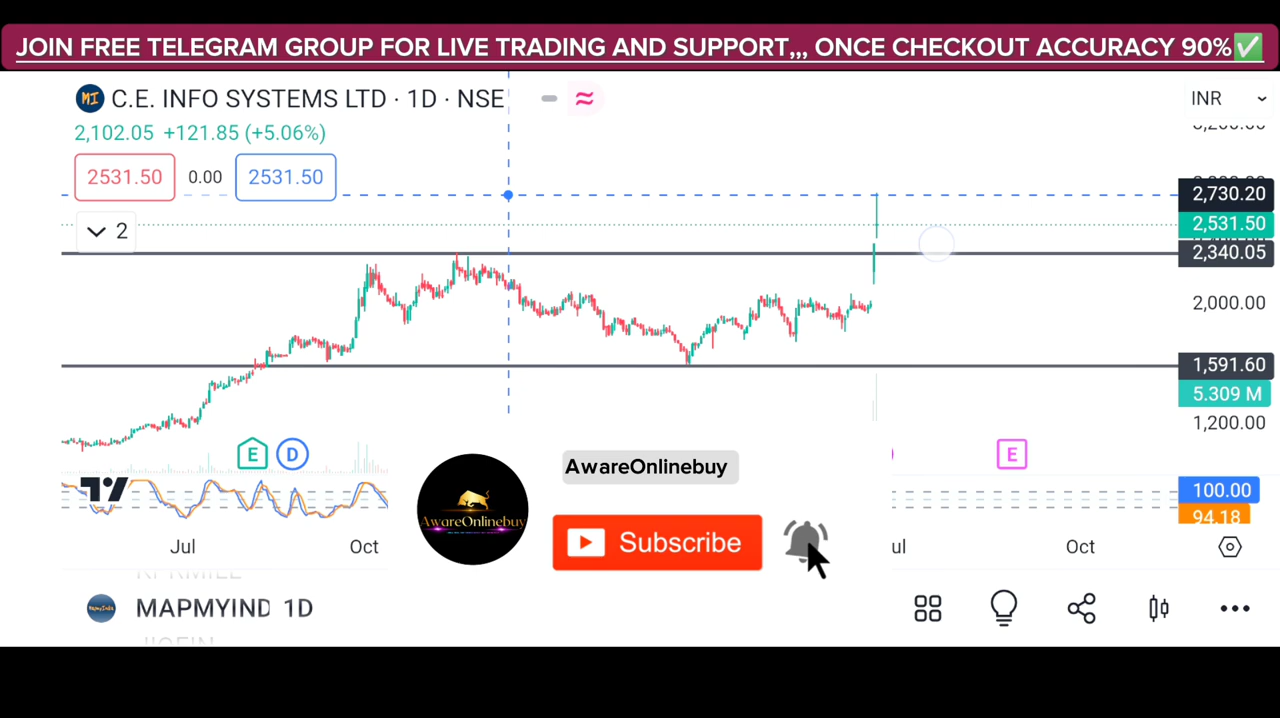 JOIN FREE TELEGRAM GROUP FOR LIVE TRADING AND SUPPORT,,, ONCE CHECKOUT ACCURACY 90%✅
C.E. INFO SYSTEMS LTD · 1D · NSE
INR
2,102.05 +121.85 (+5.06%)
2531.50 0.00 2531.50
2,730.20
2
2,531.50
2,340.05
2,000.00
1,591.60
5.309 M
1,200.00
E D
E
AwareOnlinebuy
100.00
94.18
AwareOnlinebuy
Subscribe
Jul Oct
ul Oct
MAPMYIND 1D